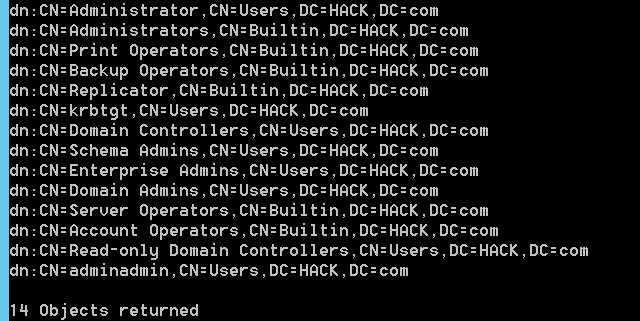 dn:CN=Administrator,CN=Users,DC=HACK,DC=com
dn:CN=Administrators,CN=Builtin,DC=HACK,DC=com
dn:CN=Print Operators,CN=Builtin,DC=HACK,DC=com
dn:CN=Backup Operators,CN=Builtin,DC=HACK,DC=com
dn:CN=Replicator,CN=Builtin,DC=HACK,DC=com
dn:CN=krbtgt,CN=Users,DC=HACK,DC=com
dn:CN=Domain Controllers,CN=Users,DC=HACK,DC=com
dn:CN=Schema Admins,CN=Users,DC=HACK,DC=com
dn:CN=Enterprise Admins,CN=Users,DC=HACK,DC=com
dn:CN=Domain Admins,CN=Users,DC=HACK,DC=com
dn:CN=Server Operators,CN=Builtin,DC=HACK,DC=com
dn:CN=Account Operators,CN=Builtin,DC=HACK,DC=com
dn:CN=Read-only Domain Controllers,CN=Users,DC=HACK,DC=com
dn:CN=adminadmin,CN=Users,DC=HACK,DC=com
14 Objects returned